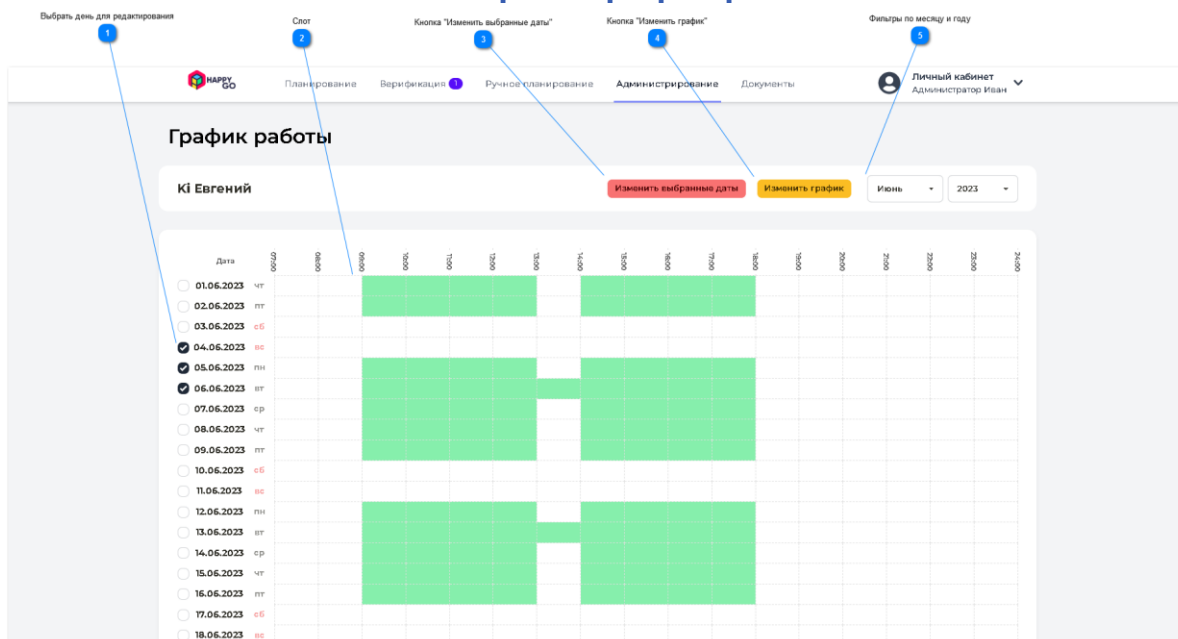 Выбрать день для редактирования
Слот
Кнопка "Изменить выбранные даты"
Кнопка "Изменить график"
Фильтры по месяцу и году
1
2
3
4
5
HAPPY GO
Планирование Верификация 1 Ручное планирование Администрирование Документы
Личный кабинет
Администратор Иван
График работы
Ki Евгений
Изменить выбранные даты Изменить график Июнь 2023
Дата 07:00 08:00 09:00 10:00 11:00 12:00 13:00 14:00 15:00 16:00 17:00 18:00 19:00 20:00 21:00 22:00 23:00 24:00
01.06.2023 чт
02.06.2023 пт
03.06.2023 сб
04.06.2023 вс
05.06.2023 пн
06.06.2023 вт
07.06.2023 ср
08.06.2023 чт
09.06.2023 пт
10.06.2023 сб
11.06.2023 вс
12.06.2023 пн
13.06.2023 вт
14.06.2023 ср
15.06.2023 чт
16.06.2023 пт
17.06.2023 сб
18.06.2023 вс